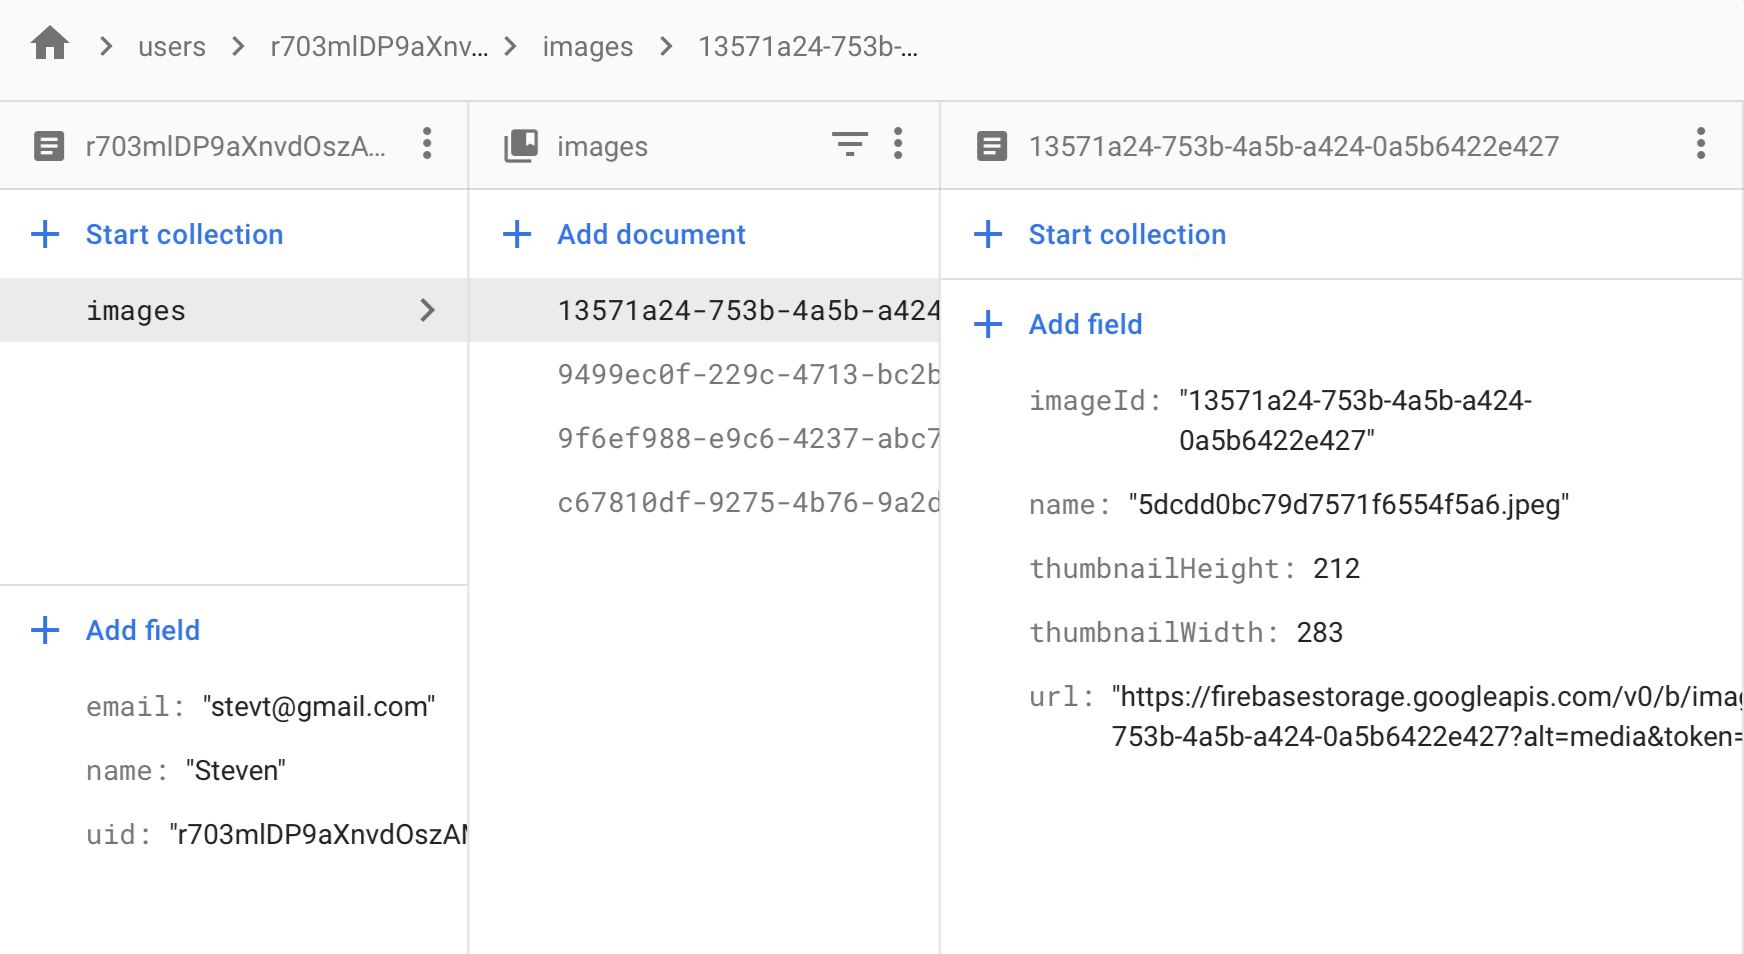 users r703mlDP9aXnv... images 13571a24-753b-...
r703mlDP9aXnvdOszA...
Start collection
images
Add field
email: "stevt@gmail.com"
name: "Steven"
uid: "r703mlDP9aXnvdOszAM
images
Add document
13571a24-753b-4a5b-a424
9499ec0f-229c-4713-bc2b
9f6ef988-e9c6-4237-abc7
c67810df-9275-4b76-9a2d
13571a24-753b-4a5b-a424-0a5b6422e427
Start collection
Add field
imageId: "13571a24-753b-4a5b-a424-
0a5b6422e427"
name: "5dcdd0bc79d7571f6554f5a6.jpeg"
thumbnailHeight: 212
thumbnailWidth: 283
url: "https://firebasestorage.googleapis.com/v0/b/imag
753b-4a5b-a424-0a5b6422e427?alt=media&token=